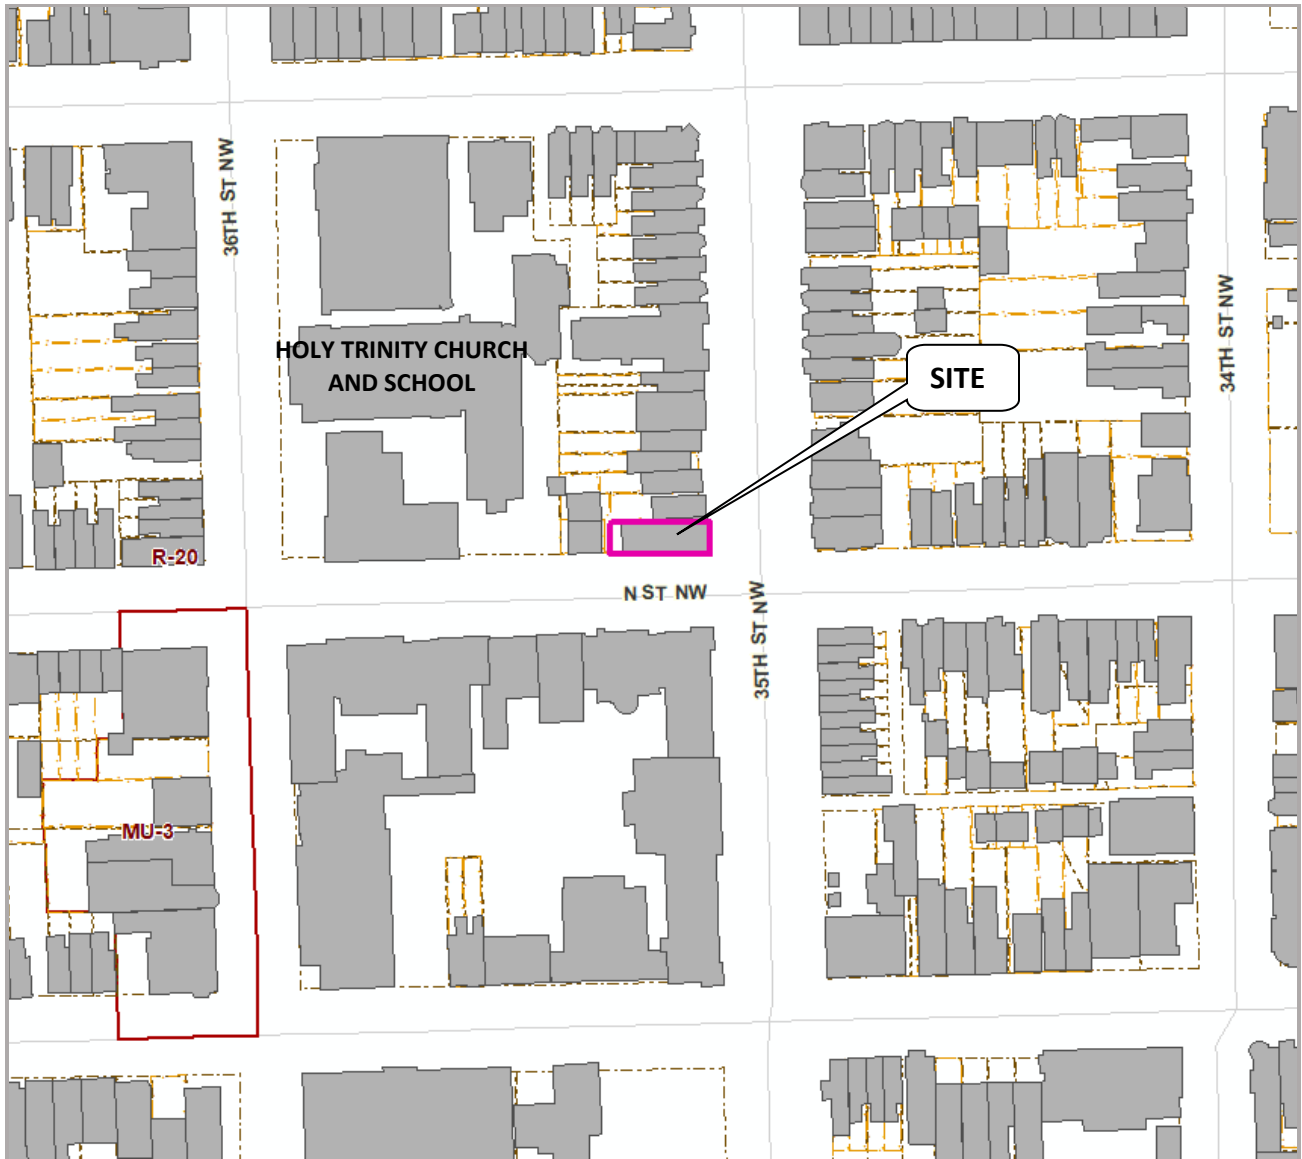 36TH ST NW
34TH ST NW
HOLY TRINITY CHURCH
AND SCHOOL
SITE
R-20
N ST NW
35TH ST NW
MU-3